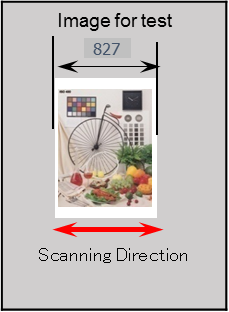 Image for test
827
Scanning Direction